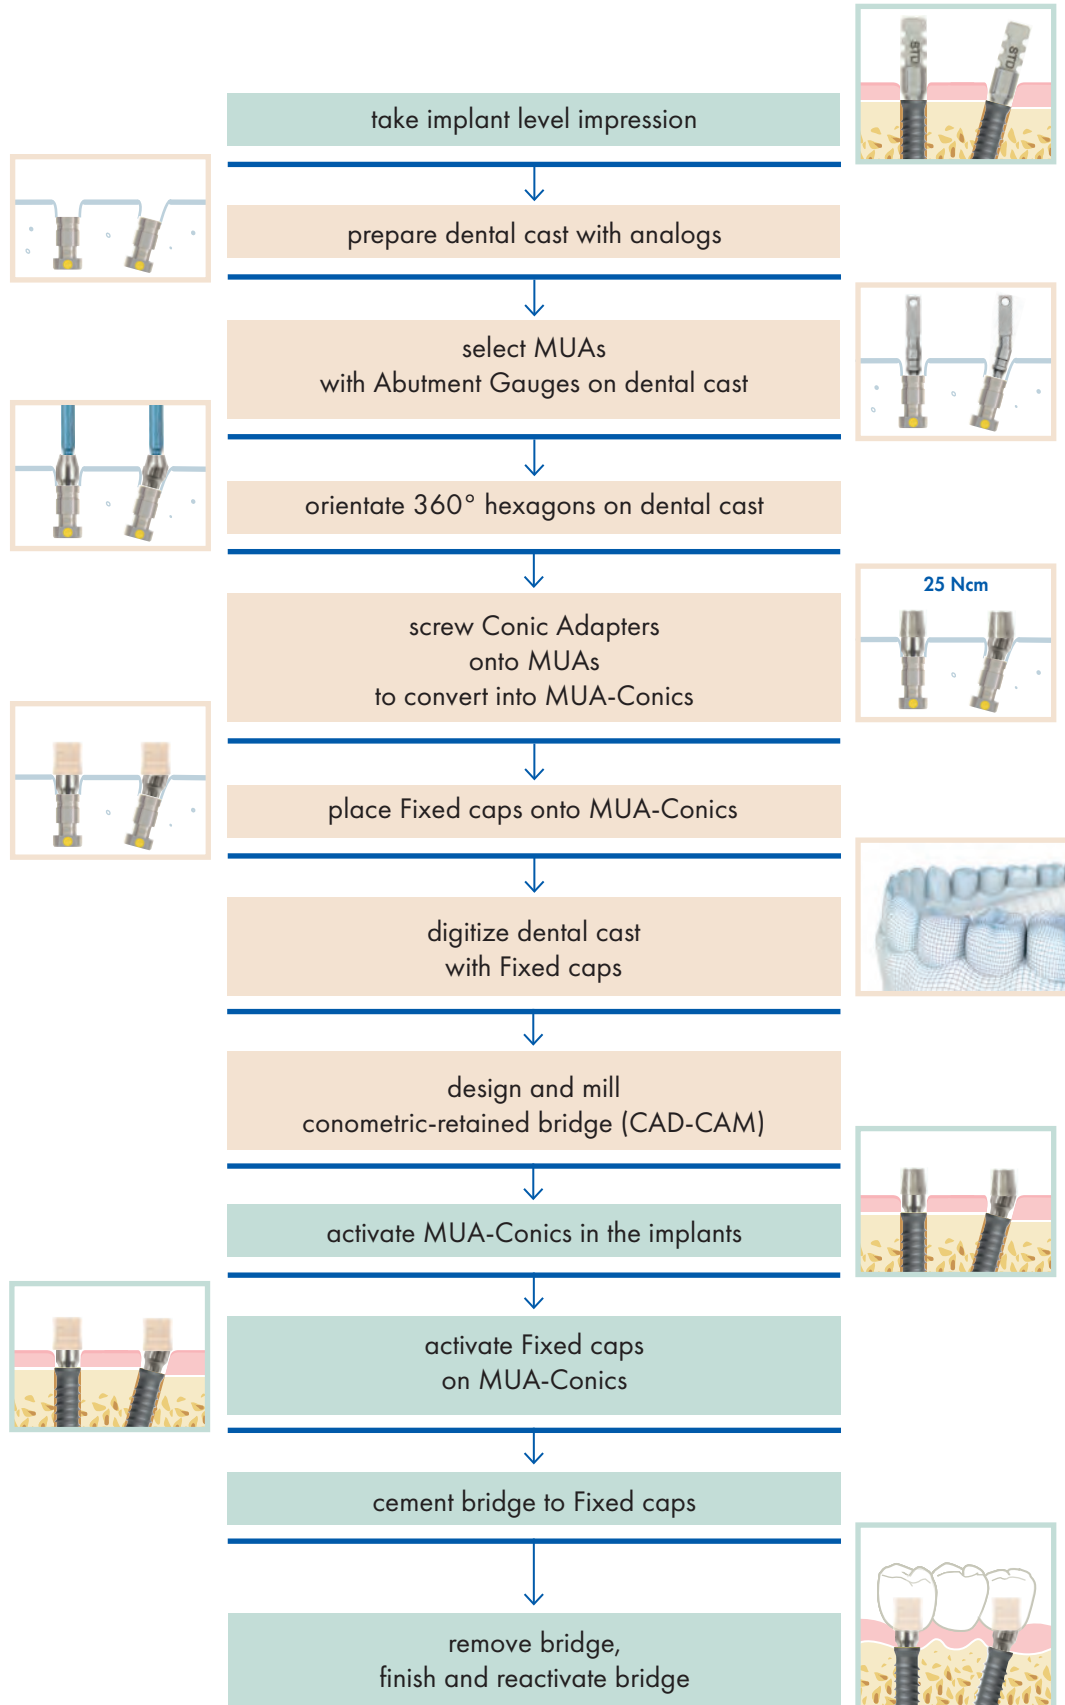 STD
STD
take implant level impression
prepare dental cast with analogs
select MUAs
with Abutment Gauges on dental cast
orientate 360° hexagons on dental cast
25 Ncm
screw Conic Adapters
onto MUAs
to convert into MUA-Conics
place Fixed caps onto MUA-Conics
digitize dental cast
with Fixed caps
design and mill
conometric-retained bridge (CAD-CAM)
activate MUA-Conics in the implants
activate Fixed caps
on MUA-Conics
cement bridge to Fixed caps
remove bridge,
finish and reactivate bridge